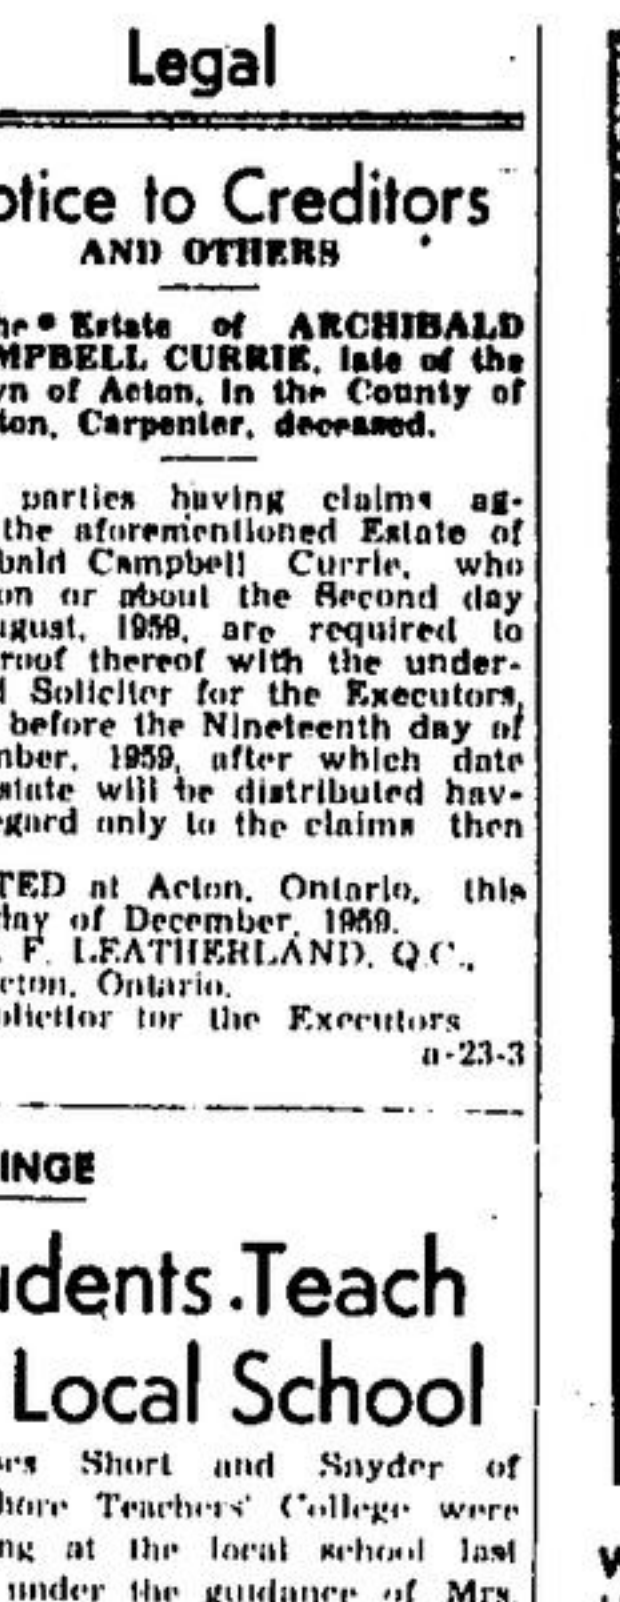 Legal
otice to Creditors
AND OTHERS
he Estate of ARCHIBALD
MPBELL CURRIE, late of the
wn of Acton, in the County of
ton, Carpenter, deceased.
parties having claims ag-
the aforementioned Estate of
bald Campbell Currie, who
on or about the Second day
ugust, 1959, are required to
roof thereof with the under-
d Soliciter for the Executors,
before the Nineteenth day of
mber, 1959, after which date
state will be distributed hav-
egard only to the claims then
TED at Acton, Ontario, this
day of December, 1959.
F. LEATHERLAND, Q.C.,
cton, Ontario.
olicitor for the Executors
a-23-3
INGE
udents Teach
Local School
ses Short and Snyder of
hore Teachers' College were
ng at the local school last
under the guidance of Mrs.